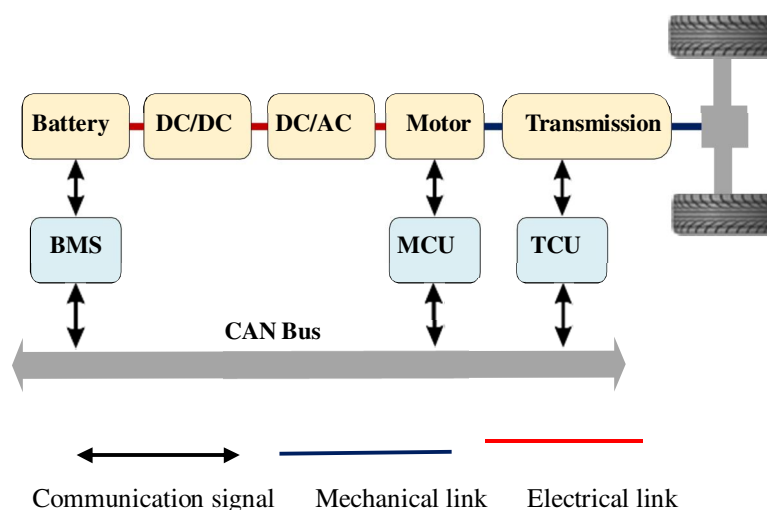 Battery DC/DC DC/AC Motor Transmission
BMS MCU TCU
CAN Bus
Communication signal Mechanical link Electrical link